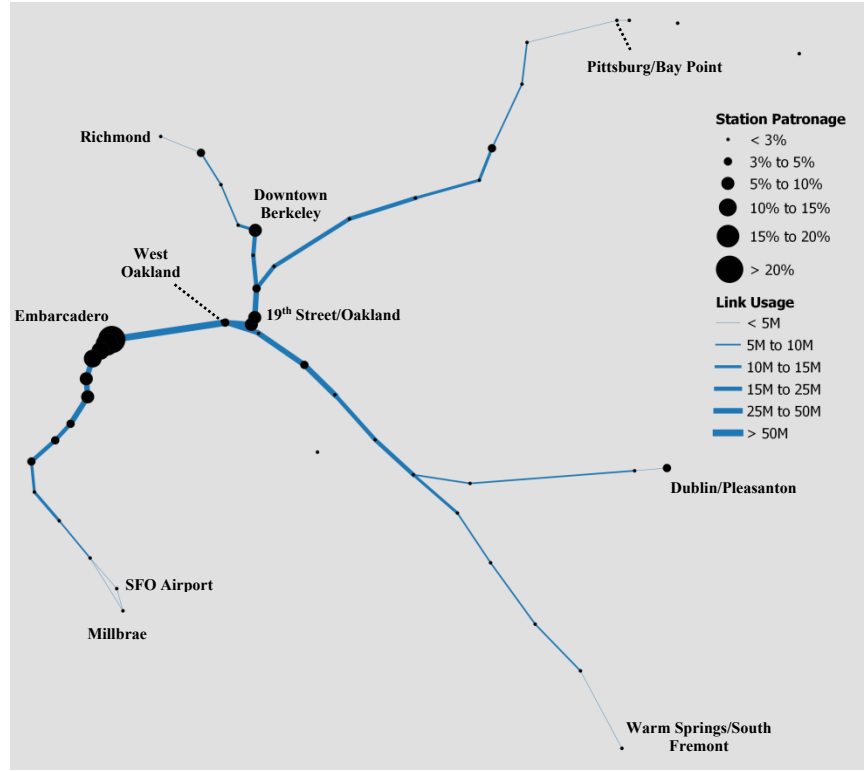 Pittsburg/Bay Point
Richmond
Downtown
Berkeley
West
Oakland
Embarcadero
19th Street/Oakland
Dublin/Pleasanton
SFO Airport
Millbrae
Warm Springs/South
Fremont
Station Patronage
< 3%
3% to 5%
5% to 10%
10% to 15%
15% to 20%
> 20%
Link Usage
< 5M
5M to 10M
10M to 15M
15M to 25M
25M to 50M
> 50M